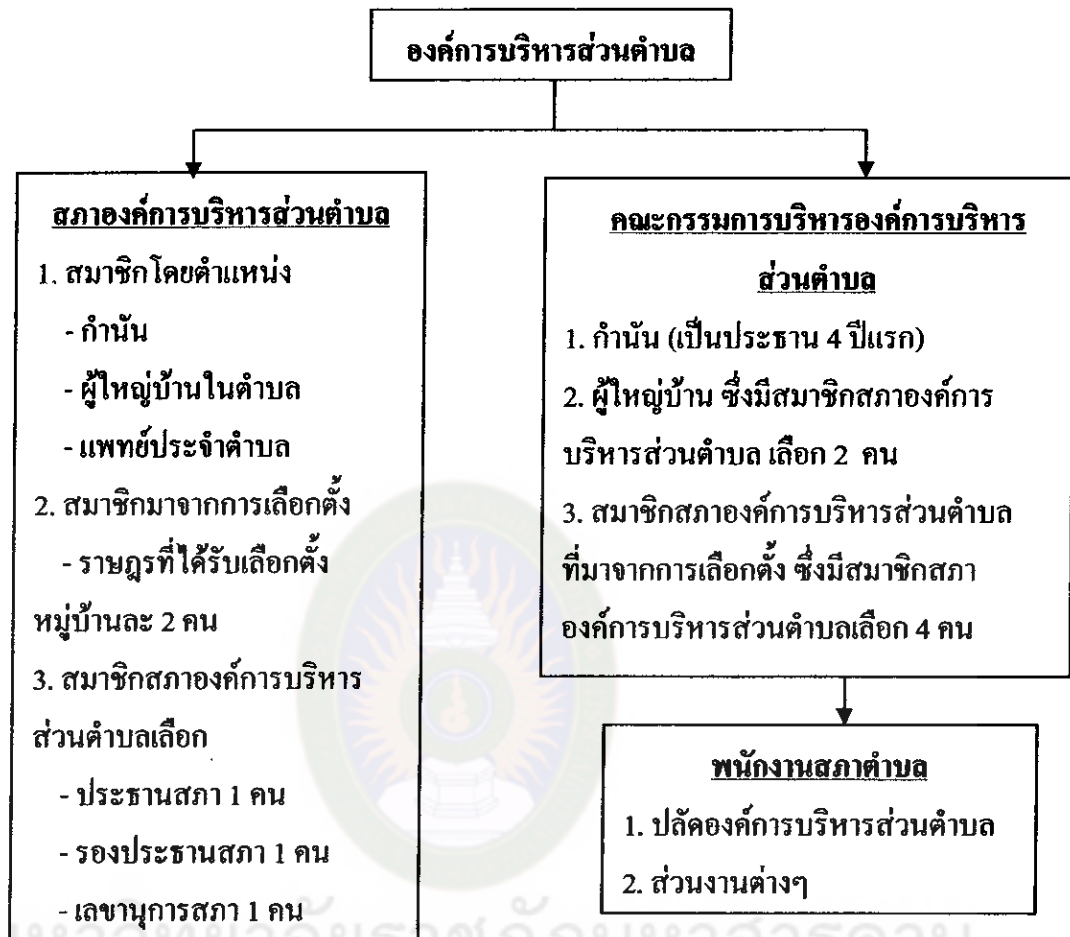 องค์การบริหารส่วนตำบล
สภาองค์การบริหารส่วนตำบล
1. สมาชิกโดยตำแหน่ง
- กำนัน
- ผู้ใหญ่บ้านในตำบล
- แพทย์ประจำตำบล
2. สมาชิกมาจากการเลือกตั้ง
- ราษฎรที่ได้รับเลือกตั้ง
หมู่บ้านละ 2 คน
3. สมาชิกสภาองค์การบริหาร
ส่วนตำบลเลือก
- ประธานสภา 1 คน
- รองประธานสภา 1 คน
- เลขานุการสภา 1 คน
คณะกรรมการบริหารองค์การบริหาร
ส่วนตำบล
1. กำนัน (เป็นประธาน 4 ปีแรก)
2. ผู้ใหญ่บ้าน ซึ่งมีสมาชิกสภาองค์การ
บริหารส่วนตำบล เลือก 2 คน
3. สมาชิกสภาองค์การบริหารส่วนตำบล
ที่มาจากการเลือกตั้ง ซึ่งมีสมาชิกสภา
องค์การบริหารส่วนตำบลเลือก 4 คน
พนักงานสภาตำบล
1. ปลัดองค์การบริหารส่วนตำบล
2. ส่วนงานต่างๆ